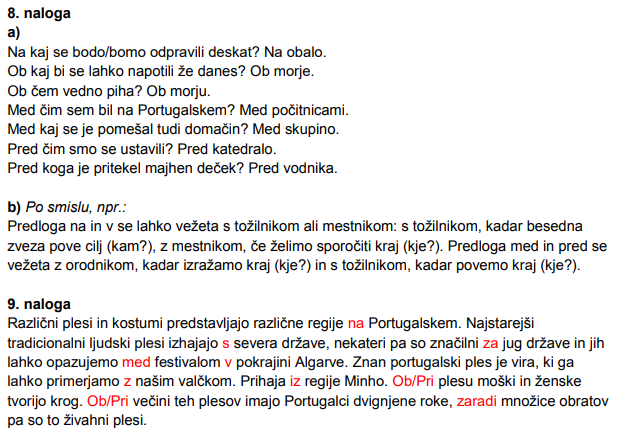 8. naloga
a)
Na kaj se bodo/bomo odpravili deskat? Na obalo.
Ob kaj bi se lahko napotili že danes? Ob morje.
Ob čem vedno piha? Ob morju.
Med čim sem bil na Portugalskem? Med počitnicami.
Med kaj se je pomešal tudi domačin? Med skupino.
Pred čim smo se ustavili? Pred katedralo.
Pred koga je pritekel majhen deček? Pred vodnika.
b) Po smislu, npr.:
Predloga na in v se lahko vežeta s tožilnikom ali mestnikom: s tožilnikom, kadar besedna
zveza pove cilj (kam?), z mestnikom, če želimo sporočiti kraj (kje?). Predloga med in pred se
vežeta z orodnikom, kadar izražamo kraj (kje?) in s tožilnikom, kadar povemo kraj (kje?).
9. naloga
Različni plesi in kostumi predstavljajo različne regije na Portugalskem. Najstarejši
tradicionalni ljudski plesi izhajajo s severa države, nekateri pa so značilni za jug države in jih
lahko opazujemo med festivalom v pokrajini Algarve. Znan portugalski ples je vira, ki ga
lahko primerjamo z našim valčkom. Prihaja iz regije Minho. Ob/Pri plesu moški in ženske
tvorijo krog. Ob/Pri večini teh plesov imajo Portugalci dvignjene roke, zaradi množice obratov
pa so to živahni plesi.